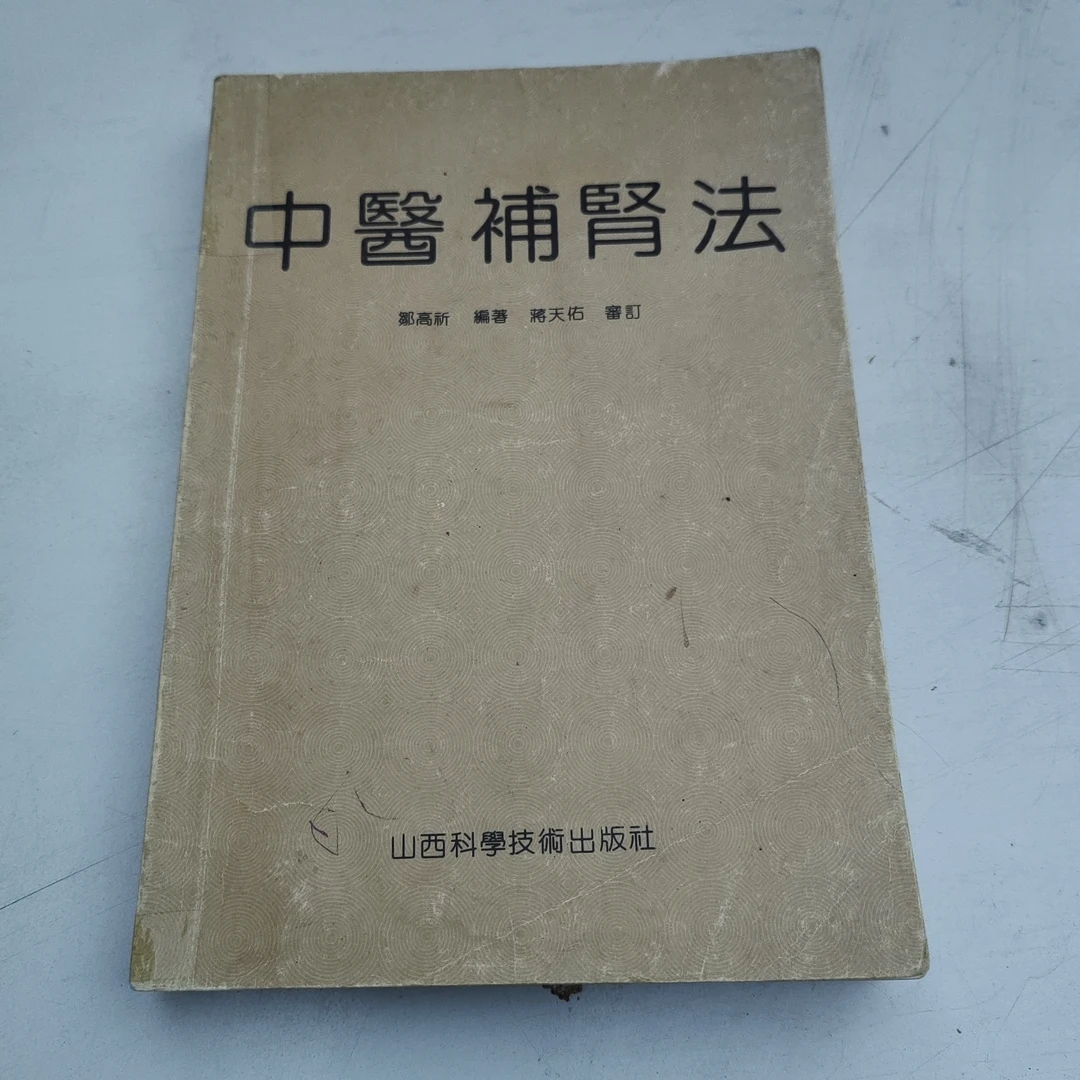 中醫補腎法
鄒高祈 編著 蔣天佑 審訂
山西科學技術出版社